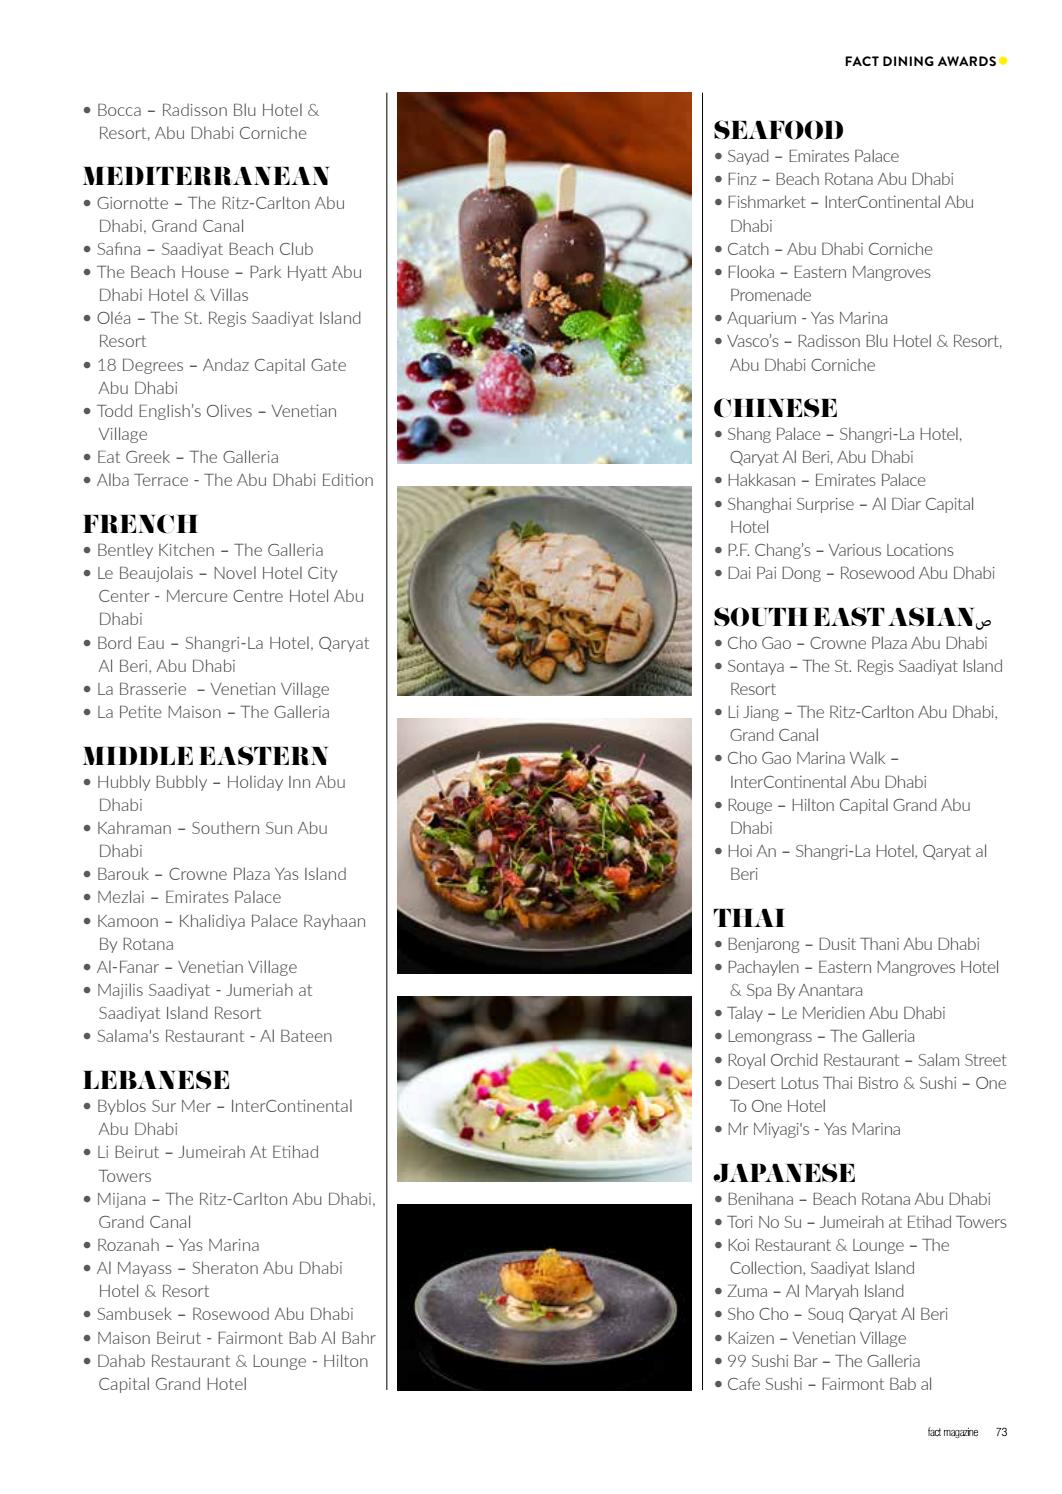 FACT DINING AWARDS
• Bocca – Radisson Blu Hotel &
Resort, Abu Dhabi Corniche
MEDITERRANEAN
• Giornotte – The Ritz-Carlton Abu
Dhabi, Grand Canal
• Safina – Saadiyat Beach Club
• The Beach House – Park Hyatt Abu
Dhabi Hotel & Villas
• Oléa – The St. Regis Saadiyat Island
Resort
• 18 Degrees – Andaz Capital Gate
Abu Dhabi
• Todd English’s Olives – Venetian
Village
• Eat Greek – The Galleria
• Alba Terrace - The Abu Dhabi Edition
FRENCH
• Bentley Kitchen – The Galleria
• Le Beaujolais – Novel Hotel City
Center - Mercure Centre Hotel Abu
Dhabi
• Bord Eau – Shangri-La Hotel, Qaryat
Al Beri, Abu Dhabi
• La Brasserie – Venetian Village
• La Petite Maison – The Galleria
MIDDLE EASTERN
• Hubbly Bubbly – Holiday Inn Abu
Dhabi
• Kahraman – Southern Sun Abu
Dhabi
• Barouk – Crowne Plaza Yas Island
• Mezlai – Emirates Palace
• Kamoon – Khalidiya Palace Rayhaan
By Rotana
• Al-Fanar – Venetian Village
• Majilis Saadiyat - Jumeriah at
Saadiyat Island Resort
• Salama's Restaurant - Al Bateen
LEBANESE
• Byblos Sur Mer – InterContinental
Abu Dhabi
• Li Beirut – Jumeirah At Etihad
Towers
• Mijana – The Ritz-Carlton Abu Dhabi,
Grand Canal
• Rozanah – Yas Marina
• Al Mayass – Sheraton Abu Dhabi
Hotel & Resort
• Sambusek – Rosewood Abu Dhabi
• Maison Beirut - Fairmont Bab Al Bahr
• Dahab Restaurant & Lounge - Hilton
Capital Grand Hotel
SEAFOOD
• Sayad – Emirates Palace
• Finz – Beach Rotana Abu Dhabi
• Fishmarket – InterContinental Abu
Dhabi
• Catch – Abu Dhabi Corniche
• Flooka – Eastern Mangroves
Promenade
• Aquarium - Yas Marina
• Vasco’s – Radisson Blu Hotel & Resort,
Abu Dhabi Corniche
CHINESE
• Shang Palace – Shangri-La Hotel,
Qaryat Al Beri, Abu Dhabi
• Hakkasan – Emirates Palace
• Shanghai Surprise – Al Diar Capital
Hotel
• P.F. Chang’s – Various Locations
• Dai Pai Dong – Rosewood Abu Dhabi
SOUTH EAST ASIANص
• Cho Gao – Crowne Plaza Abu Dhabi
• Sontaya – The St. Regis Saadiyat Island
Resort
• Li Jiang – The Ritz-Carlton Abu Dhabi,
Grand Canal
• Cho Gao Marina Walk –
InterContinental Abu Dhabi
• Rouge – Hilton Capital Grand Abu
Dhabi
• Hoi An – Shangri-La Hotel, Qaryat al
Beri
THAI
• Benjarong – Dusit Thani Abu Dhabi
• Pachaylen – Eastern Mangroves Hotel
& Spa By Anantara
• Talay – Le Meridien Abu Dhabi
• Lemongrass – The Galleria
• Royal Orchid Restaurant – Salam Street
• Desert Lotus Thai Bistro & Sushi – One
To One Hotel
• Mr Miyagi's - Yas Marina
JAPANESE
• Benihana – Beach Rotana Abu Dhabi
• Tori No Su – Jumeirah at Etihad Towers
• Koi Restaurant & Lounge – The
Collection, Saadiyat Island
• Zuma – Al Maryah Island
• Sho Cho – Souq Qaryat Al Beri
• Kaizen – Venetian Village
• 99 Sushi Bar – The Galleria
• Cafe Sushi – Fairmont Bab al
fact magazine 73